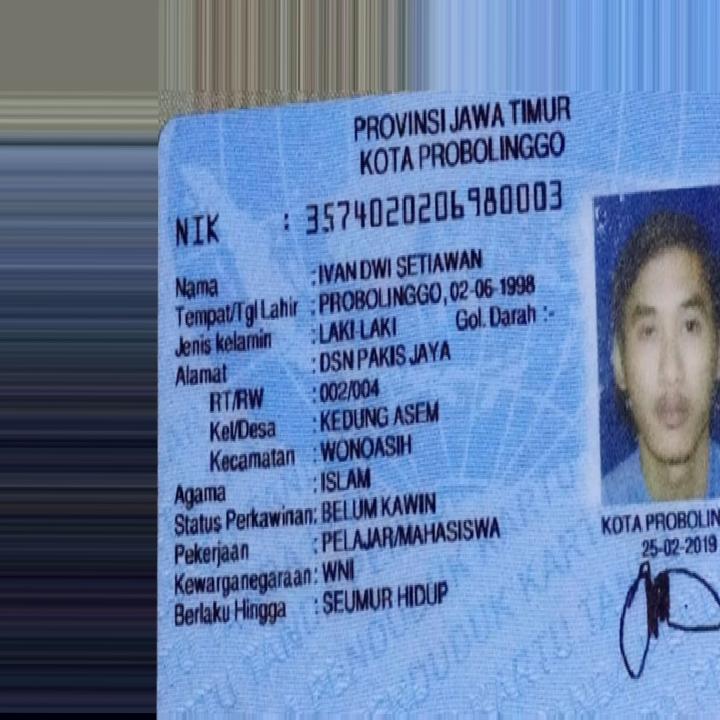 PROVINSI JAWA TIMUR
KOTA PROBOLINGGO
NIK : 3574020206980003
Nama : IVAN DWI SETIAWAN
Tempat/Tgl Lahir : PROBOLINGGO, 02-06-1998
Jenis kelamin : LAKI-LAKI Gol. Darah :-
Alamat : DSN PAKIS JAYA
RT/RW : 002/004
Kel/Desa : KEDUNG ASEM
Kecamatan : WONOASIH
Agama : ISLAM
Status Perkawinan: BELUM KAWIN
Pekerjaan : PELAJAR/MAHASISWA
Kewarganegaraan: WNI
Berlaku Hingga : SEUMUR HIDUP
KOTA PROBOLIN
25-02-2019